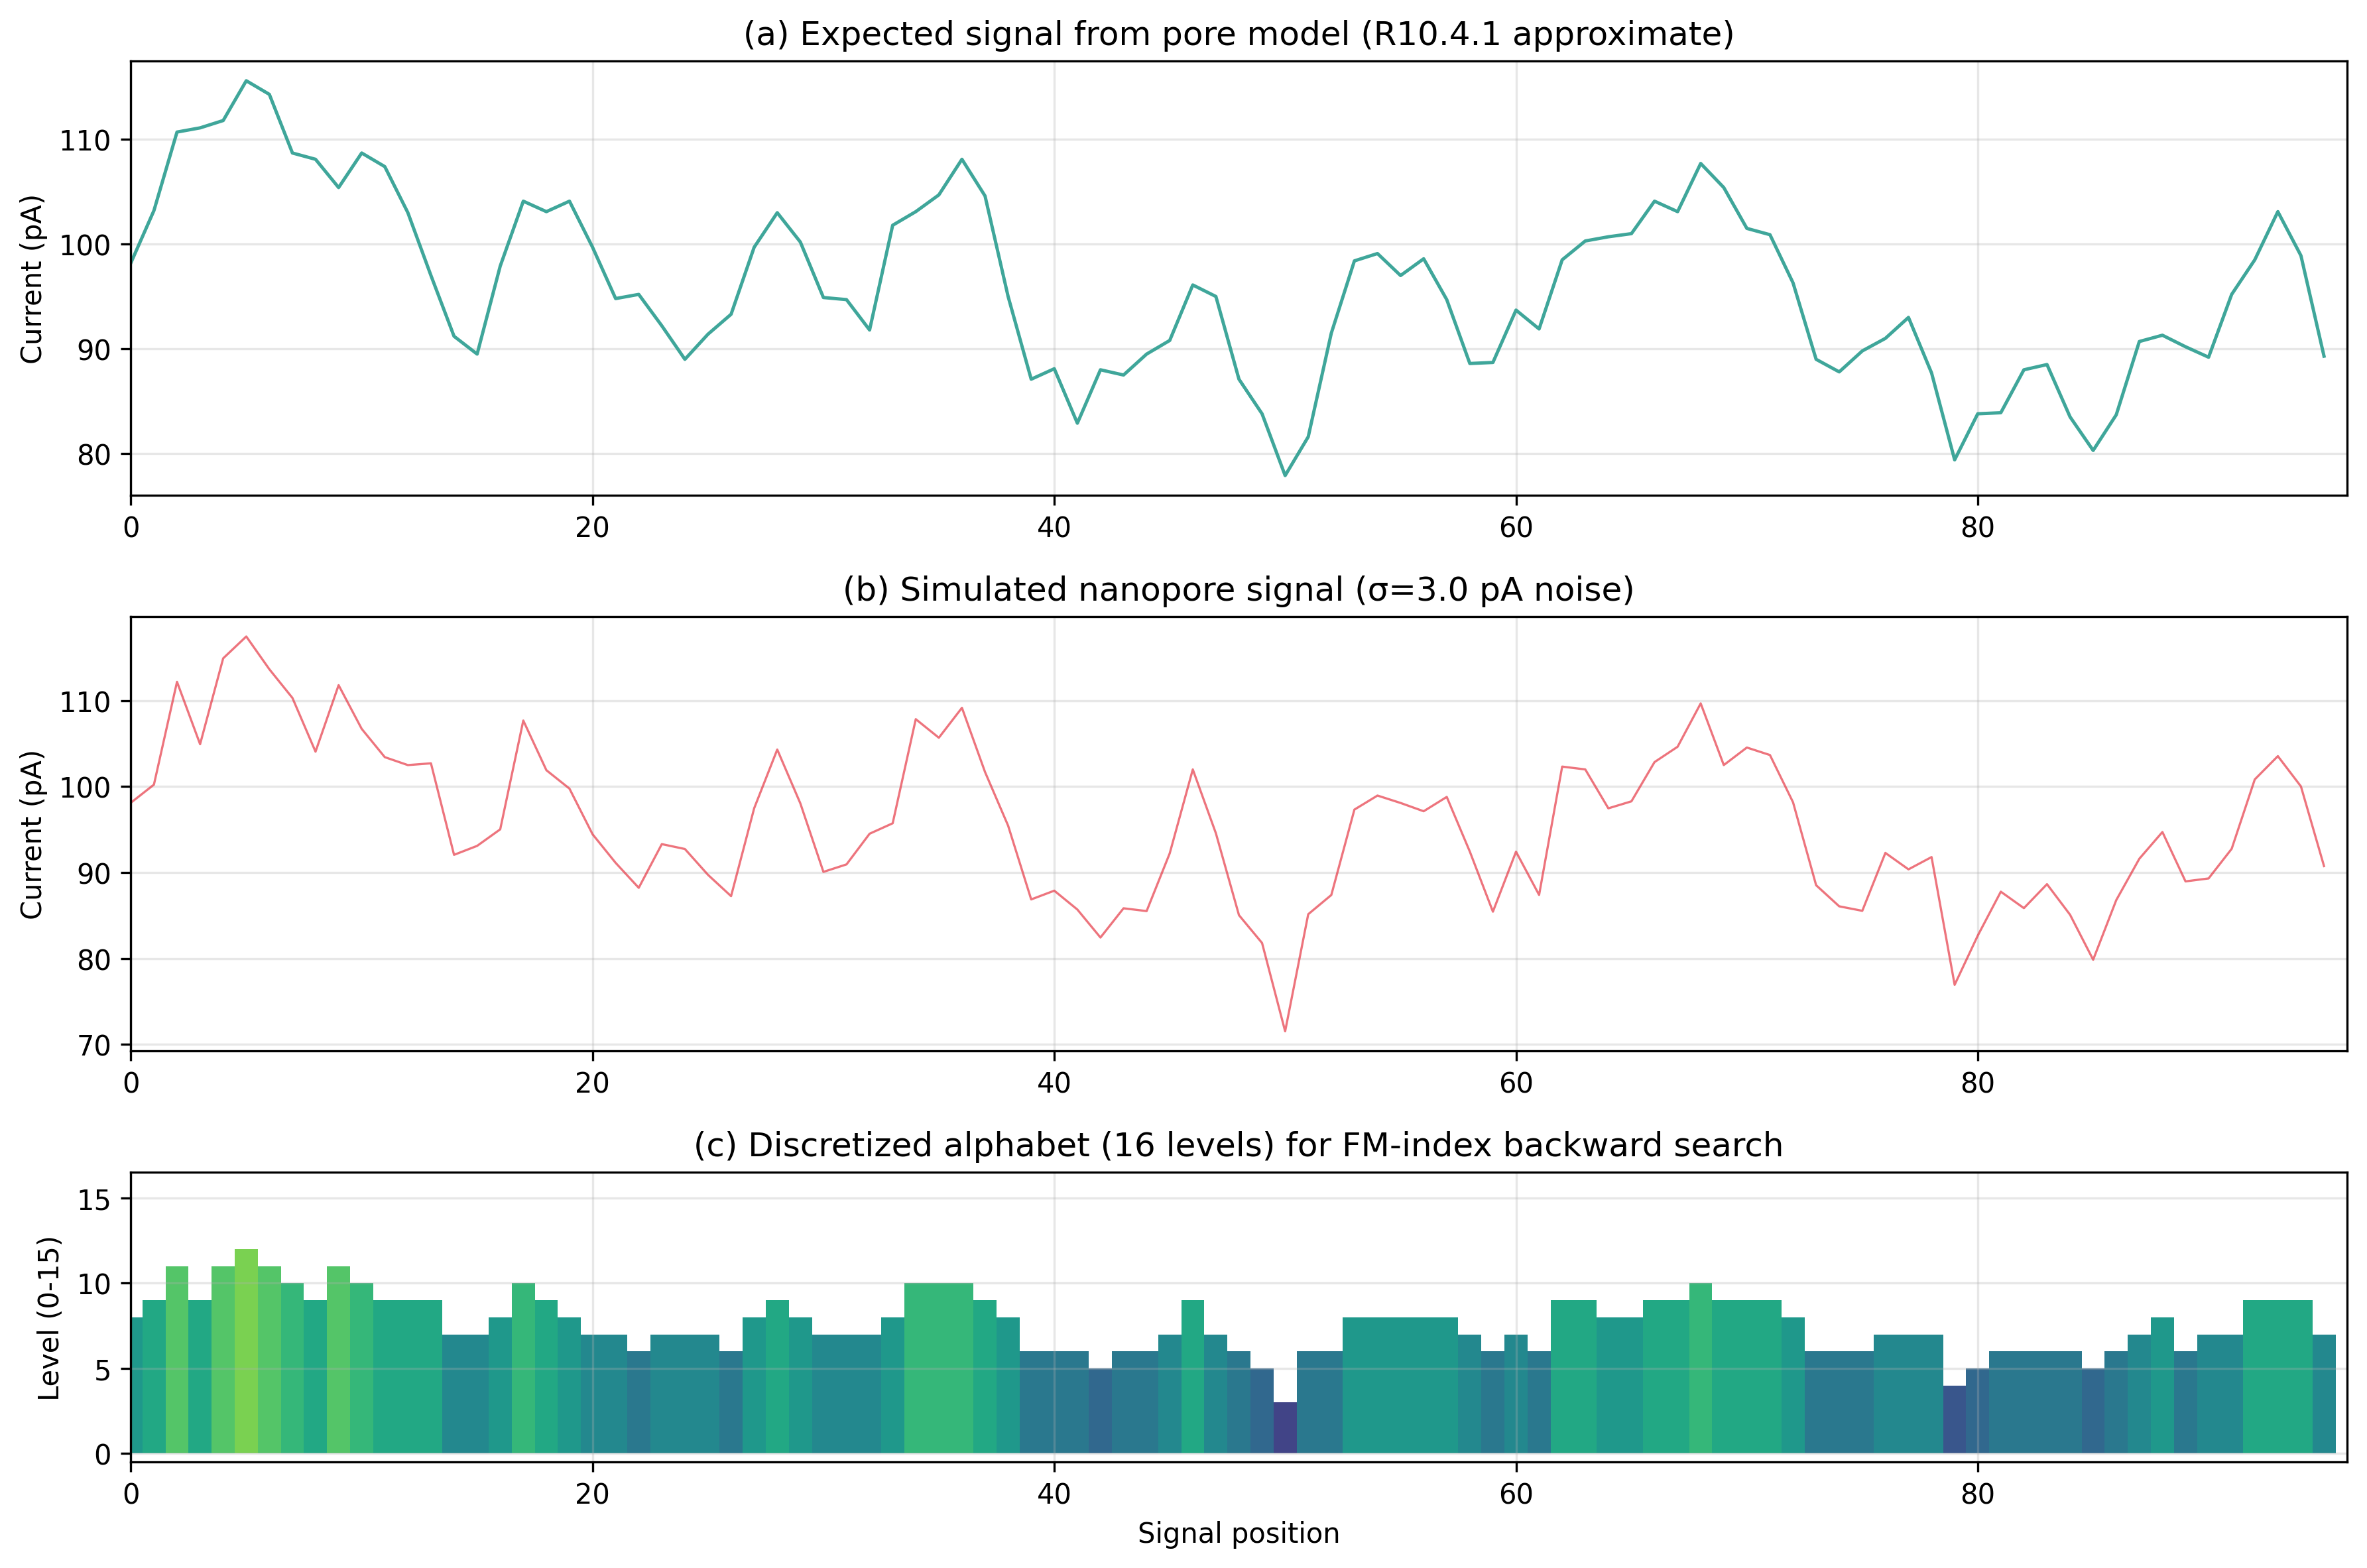 (a) Expected signal from pore model (R10.4.1 approximate)
Current (pA)
110
100
90
80
0 20 40 60 80
(b) Simulated nanopore signal (σ=3.0 pA noise)
Current (pA)
110
100
90
80
70
0 20 40 60 80
(c) Discretized alphabet (16 levels) for FM-index backward search
Level (0-15)
15
10
5
0
0 20 40 60 80
Signal position